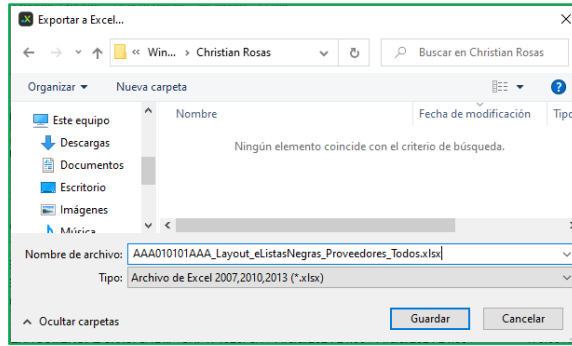 Exportar a Excel...
« Win... › Christian Rosas
Buscar en Christian Rosas
Organizar Nueva carpeta
Este equipo
Descargas
Documentos
Escritorio
Imágenes
Música
Nombre Fecha de modificación Tipo
Ningún elemento coincide con el criterio de búsqueda.
Nombre de archivo: AAA010101AAA_Layout_eListasNegras_Proveedores_Todos.xlsx
Tipo: Archivo de Excel 2007,2010,2013 (*.xlsx)
Ocultar carpetas
Guardar Cancelar